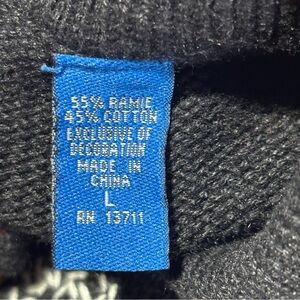 55% RAMIE
45% COTTON
EXCLUSIVE OF
DECORATION
MADE IN
CHINA
L
RN 13711